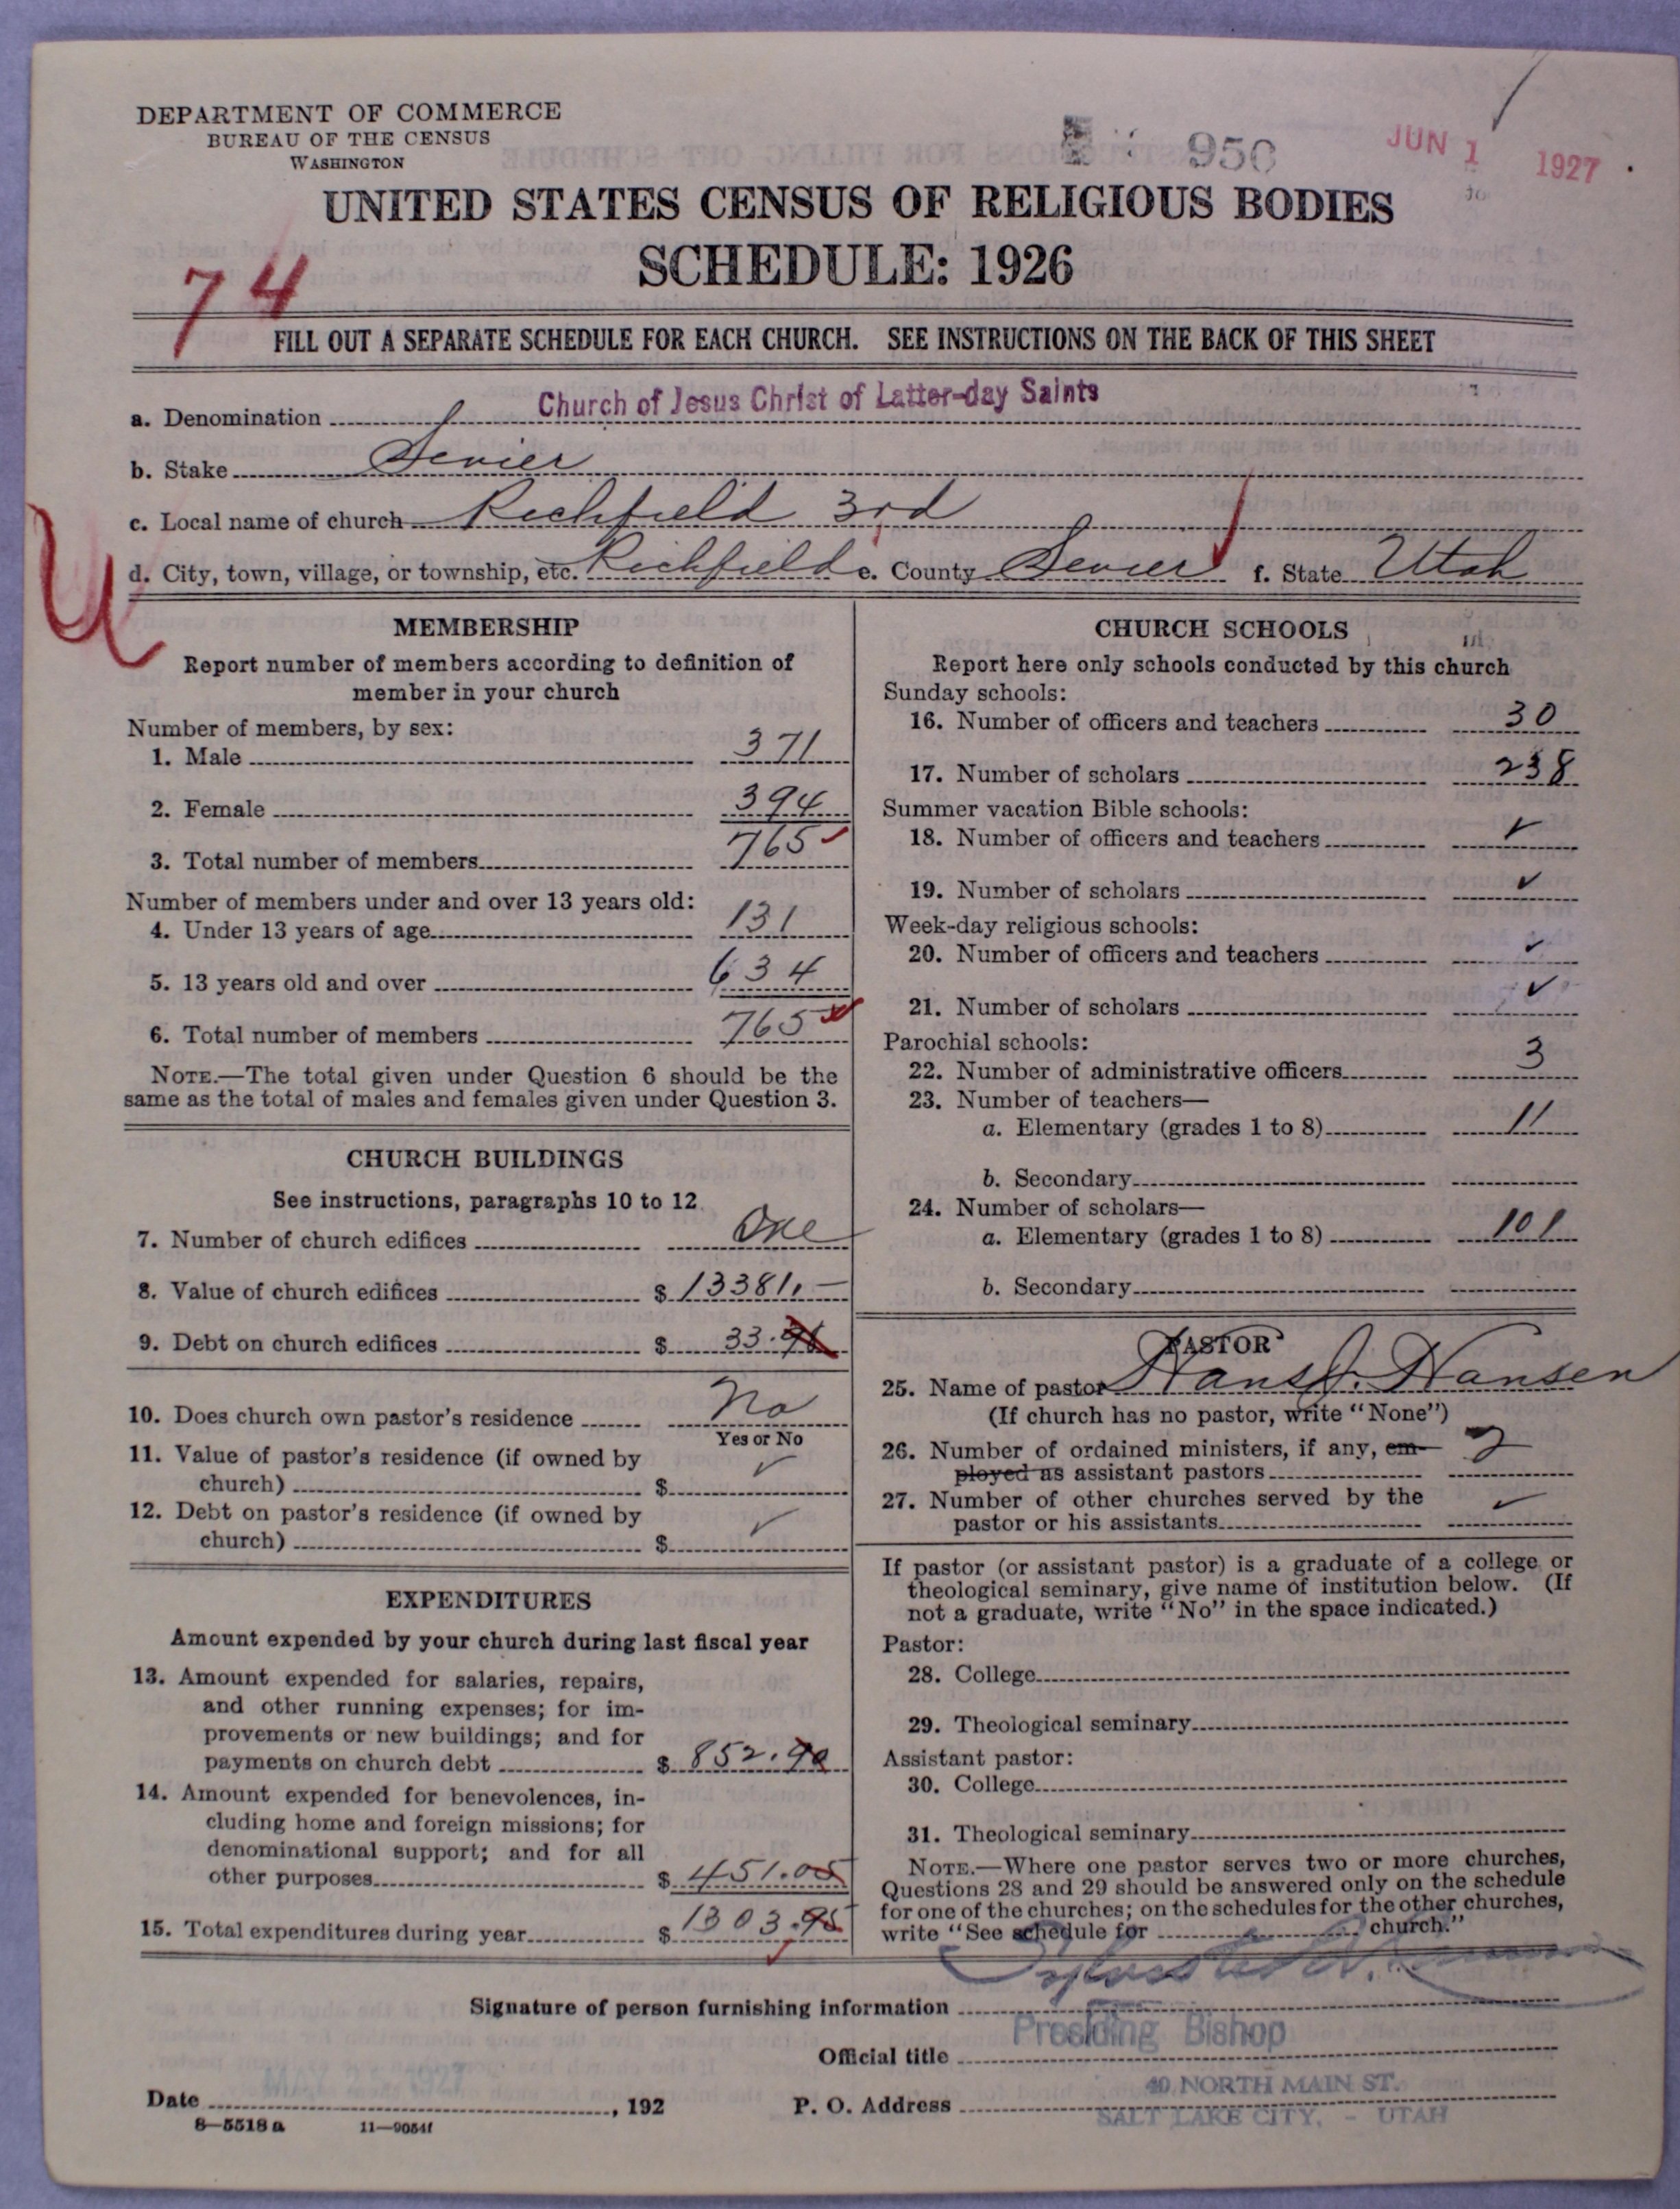 DEPARTMENT OF COMMERCE
BUREAU OF THE CENSUS
WASHINGTON
950
JUN 1 1927
UNITED STATES CENSUS OF RELIGIOUS BODIES
SCHEDULE: 1926
74
FILL OUT A SEPARATE SCHEDULE FOR EACH CHURCH. SEE INSTRUCTIONS ON THE BACK OF THIS SHEET
a. Denomination Church of Jesus Christ of Latter-day Saints
b. Stake Sevier
c. Local name of church Richfield 3rd
d. City, town, village, or township, etc. Richfield e. County Sevier f. State Utah
U
MEMBERSHIP
Report number of members according to definition of
member in your church
Number of members, by sex:
1. Male 371
2. Female 394
3. Total number of members 765
Number of members under and over 13 years old:
4. Under 13 years of age 131
5. 13 years old and over 634
6. Total number of members 765
NOTE.—The total given under Question 6 should be the
same as the total of males and females given under Question 3.
CHURCH BUILDINGS
See instructions, paragraphs 10 to 12
7. Number of church edifices One
8. Value of church edifices $ 13381.—
9. Debt on church edifices $ 33.
10. Does church own pastor's residence No
Yes or No
11. Value of pastor's residence (if owned by
church) $ ✓
12. Debt on pastor's residence (if owned by
church) $ ✓
EXPENDITURES
Amount expended by your church during last fiscal year
13. Amount expended for salaries, repairs,
and other running expenses; for im-
provements or new buildings; and for
payments on church debt $ 852.90
14. Amount expended for benevolences, in-
cluding home and foreign missions; for
denominational support; and for all
other purposes $ 451.05
15. Total expenditures during year $ 1303.95
CHURCH SCHOOLS
Report here only schools conducted by this church
Sunday schools:
16. Number of officers and teachers 30
17. Number of scholars 238
Summer vacation Bible schools:
18. Number of officers and teachers ✓
19. Number of scholars ✓
Week-day religious schools:
20. Number of officers and teachers ✓
21. Number of scholars ✓
Parochial schools:
22. Number of administrative officers 3
23. Number of teachers—
a. Elementary (grades 1 to 8) 11
b. Secondary
24. Number of scholars—
a. Elementary (grades 1 to 8) 101
b. Secondary
PASTOR
25. Name of pastor Hans J. Hansen
(If church has no pastor, write "None")
26. Number of ordained ministers, if any, em-
ployed as assistant pastors 2
27. Number of other churches served by the
pastor or his assistants ✓
If pastor (or assistant pastor) is a graduate of a college or
theological seminary, give name of institution below. (If
not a graduate, write "No" in the space indicated.)
Pastor:
28. College
29. Theological seminary
Assistant pastor:
30. College
31. Theological seminary
NOTE.—Where one pastor serves two or more churches,
Questions 28 and 29 should be answered only on the schedule
for one of the churches; on the schedules for the other churches,
write "See schedule for church."
Signature of person furnishing information
Official title Presiding Bishop
Date MAY 25 1927, 192
P. O. Address 40 NORTH MAIN ST.
SALT LAKE CITY, - UTAH
8—5518 a 11—9054f